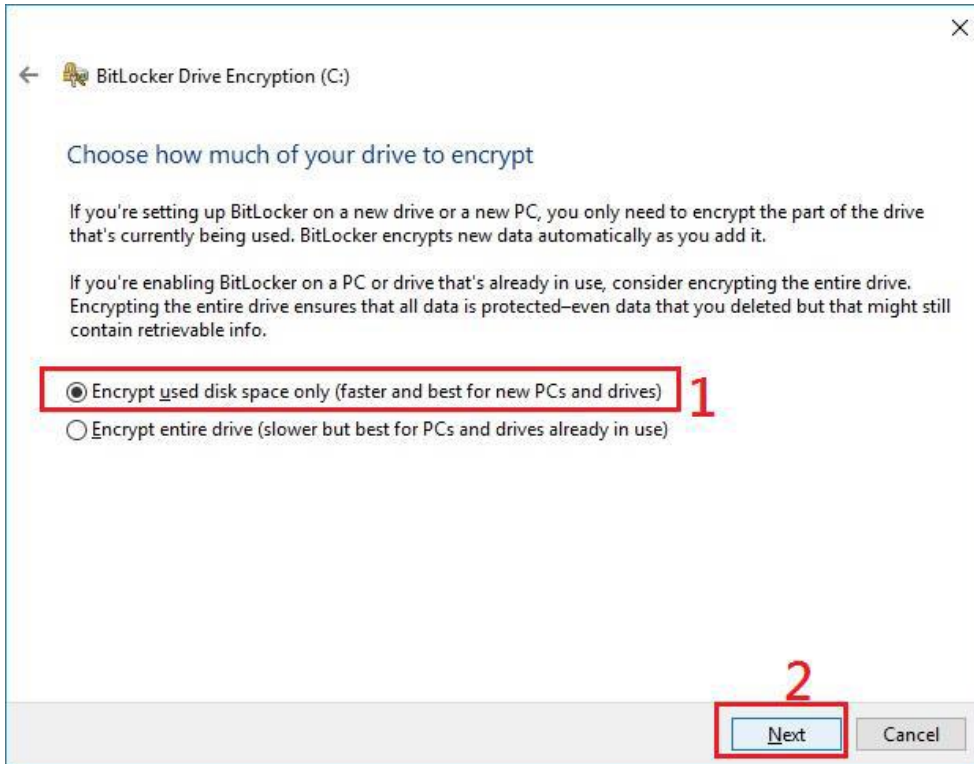 BitLocker Drive Encryption (C:)
Choose how much of your drive to encrypt
If you're setting up BitLocker on a new drive or a new PC, you only need to encrypt the part of the drive
that's currently being used. BitLocker encrypts new data automatically as you add it.
If you're enabling BitLocker on a PC or drive that's already in use, consider encrypting the entire drive.
Encrypting the entire drive ensures that all data is protected–even data that you deleted but that might still
contain retrievable info.
Encrypt used disk space only (faster and best for new PCs and drives) 1
Encrypt entire drive (slower but best for PCs and drives already in use)
2
Next Cancel